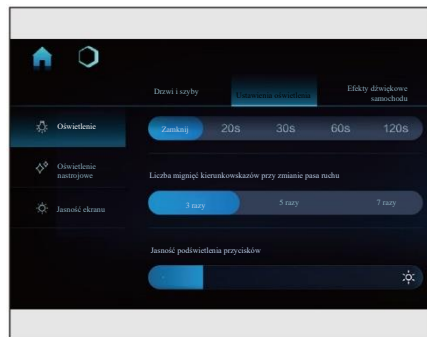 Drzwi i szyby
Ustawienia oświetlenia
Efekty dźwiękowe
samochodu
Oświetlenie
Zamknij 20s 30s 60s 120s
Oświetlenie
nastrojowe
Liczba mignięć kierunkowskazów przy zmianie pasa ruchu
Jasność ekranu
3 razy 5 razy 7 razy
Jasność podświetlenia przycisków